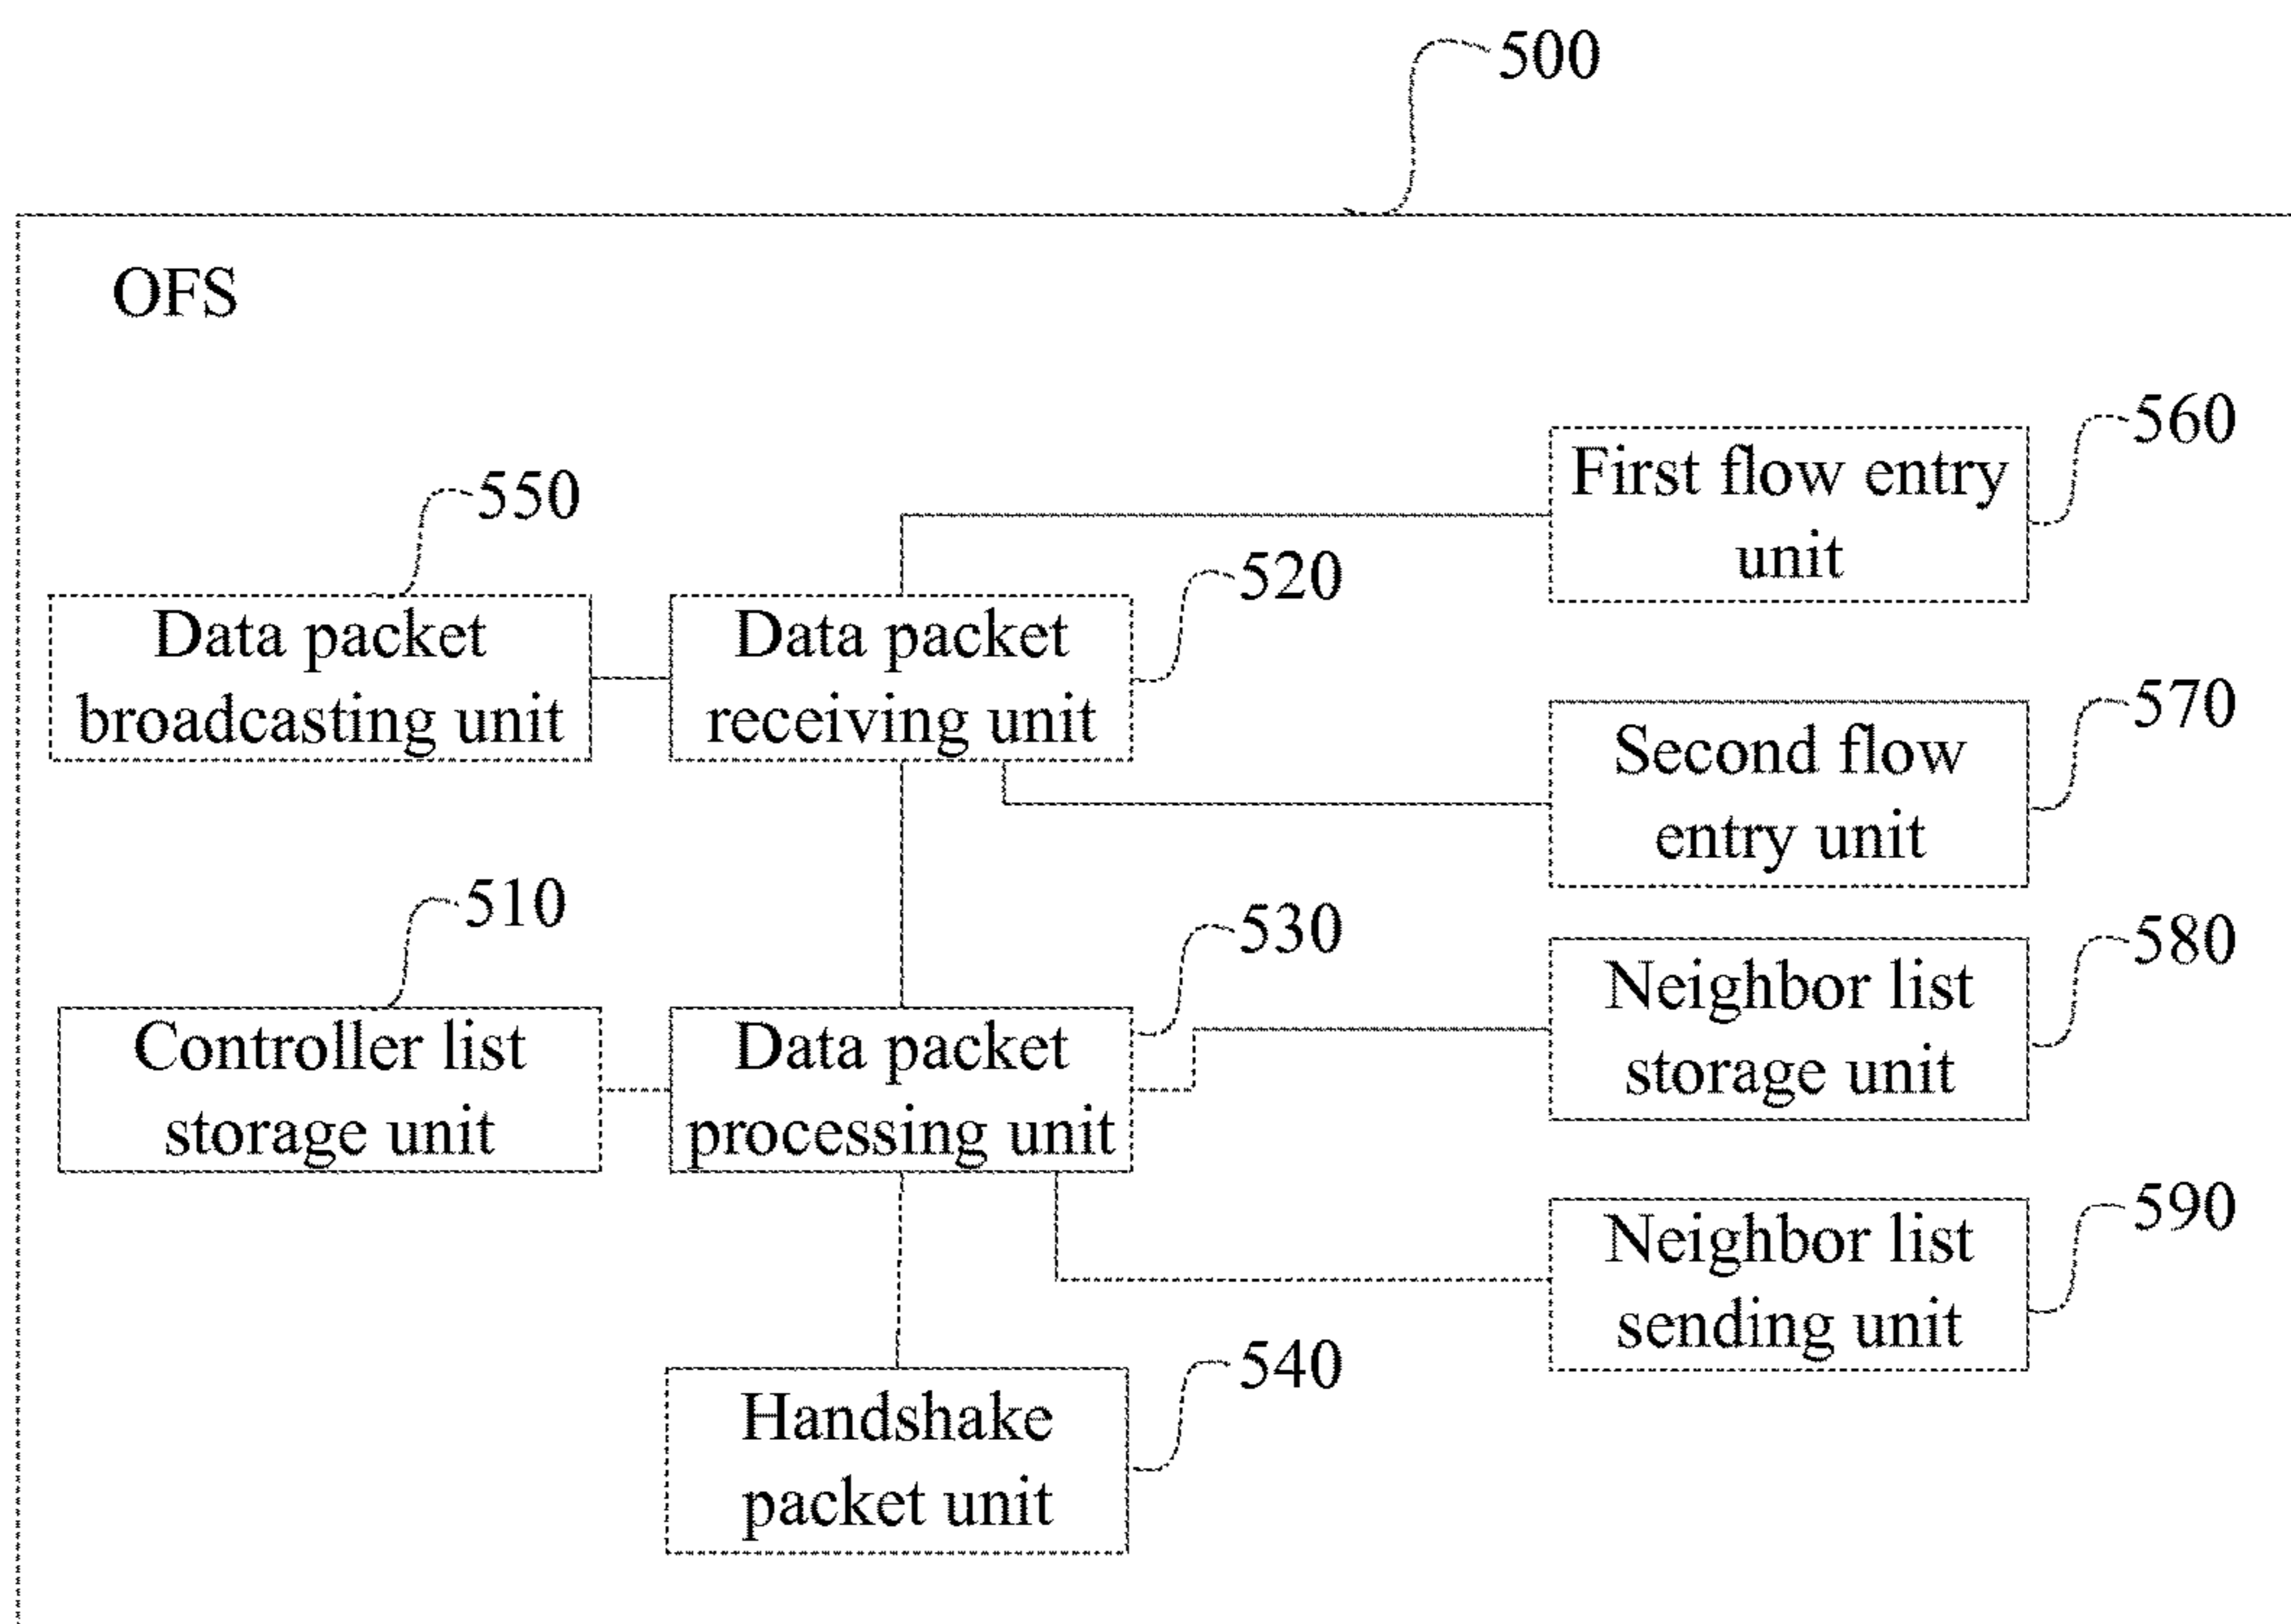 500
OFS
560
First flow entry
unit
550
520
Data packet
broadcasting unit
Data packet
receiving unit
570
Second flow
entry unit
510
530
580
Controller list
storage unit
Data packet
processing unit
Neighbor list
storage unit
590
Neighbor list
sending unit
540
Handshake
packet unit